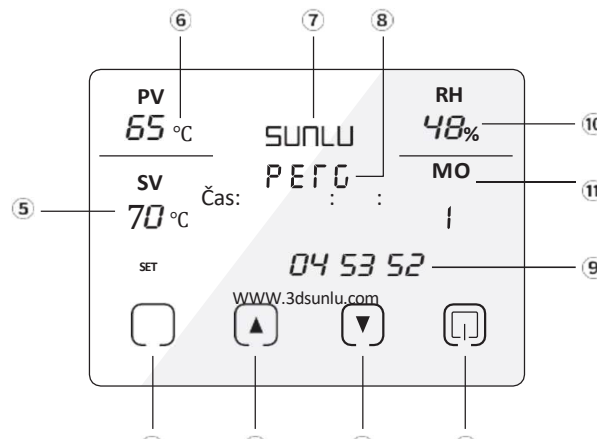 ⑥ ⑦ ⑧
PV
65 °C
SUNLU
RH
48% ⑩
PETG
⑤
SV
70 °C
Čas: : :
MO ⑪
1
SET
04 53 52 ⑨
WWW.3dsunlu.com
▲ ▼